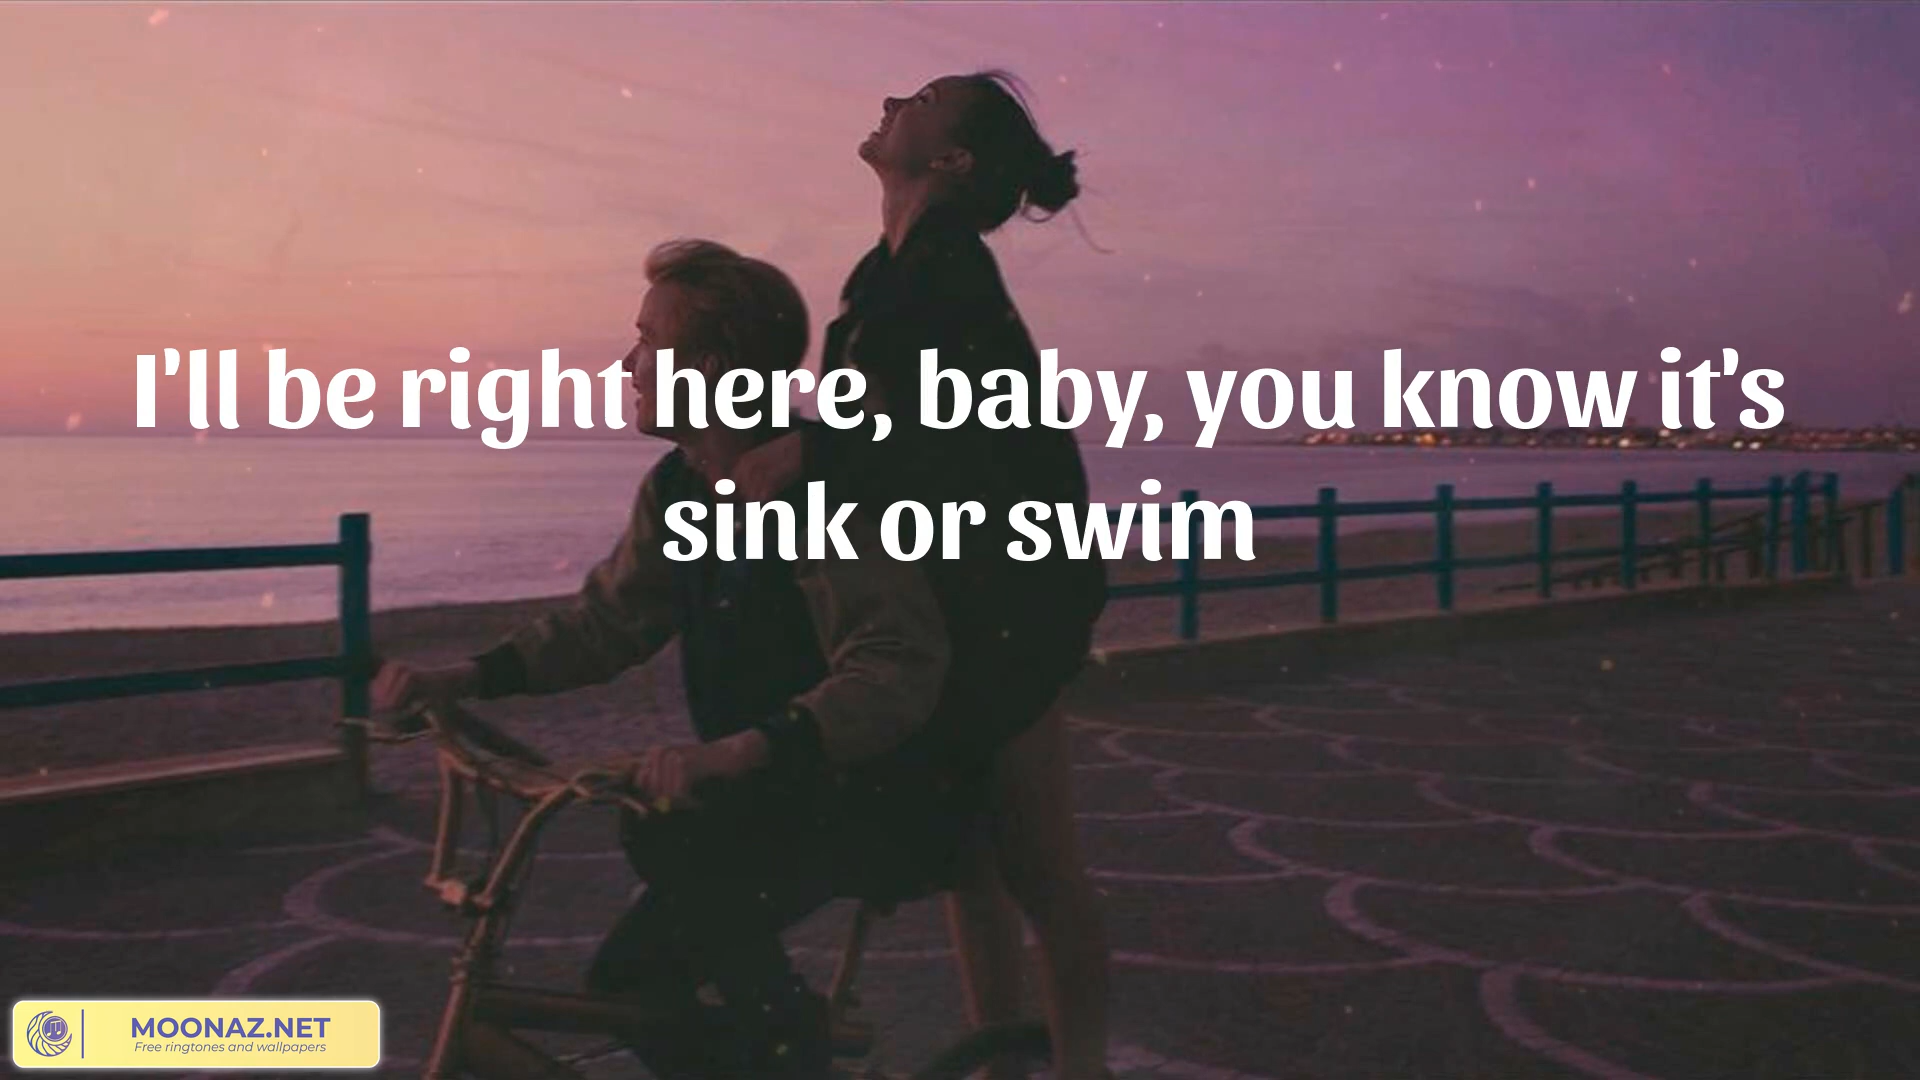 I'll be right here, baby, you know it's
sink or swim
MOONAZ.NET
Free ringtones and wallpapers